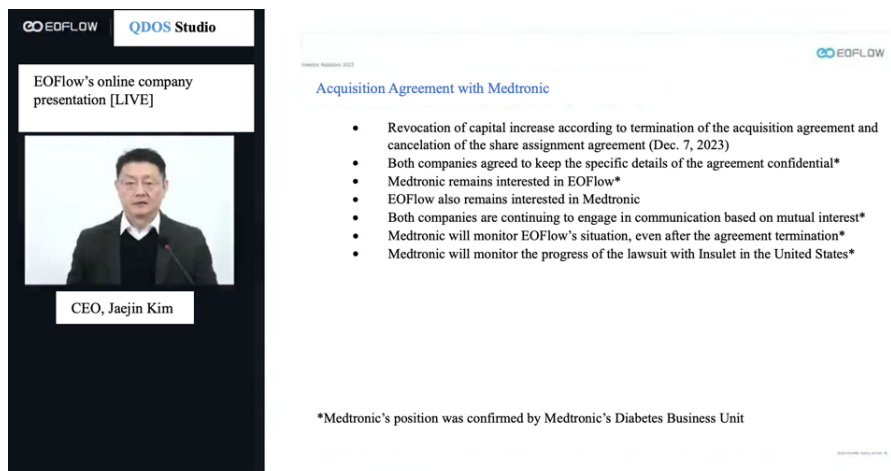 EOFLOW
QDOS Studio
EOFlow's online company
presentation [LIVE]
CEO, Jaejin Kim
EOFLOW
Investor Relations 2023
Acquisition Agreement with Medtronic
• Revocation of capital increase according to termination of the acquisition agreement and
cancelation of the share assignment agreement (Dec. 7, 2023)
• Both companies agreed to keep the specific details of the agreement confidential*
• Medtronic remains interested in EOFlow*
• EOFlow also remains interested in Medtronic
• Both companies are continuing to engage in communication based on mutual interest*
• Medtronic will monitor EOFlow's situation, even after the agreement termination*
• Medtronic will monitor the progress of the lawsuit with Insulet in the United States*
*Medtronic's position was confirmed by Medtronic's Diabetes Business Unit